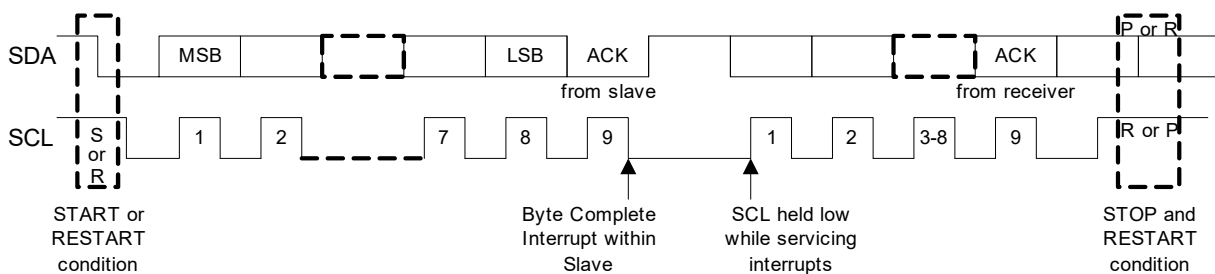 P or R
SDA
MSB
LSB
ACK
ACK
from slave
from receiver
SCL
S
or
R
1
2
7
8
9
1
2
3-8
9
R or P
START or
RESTART
condition
Byte Complete
Interrupt within
Slave
SCL held low
while servicing
interrupts
STOP and
RESTART
condition